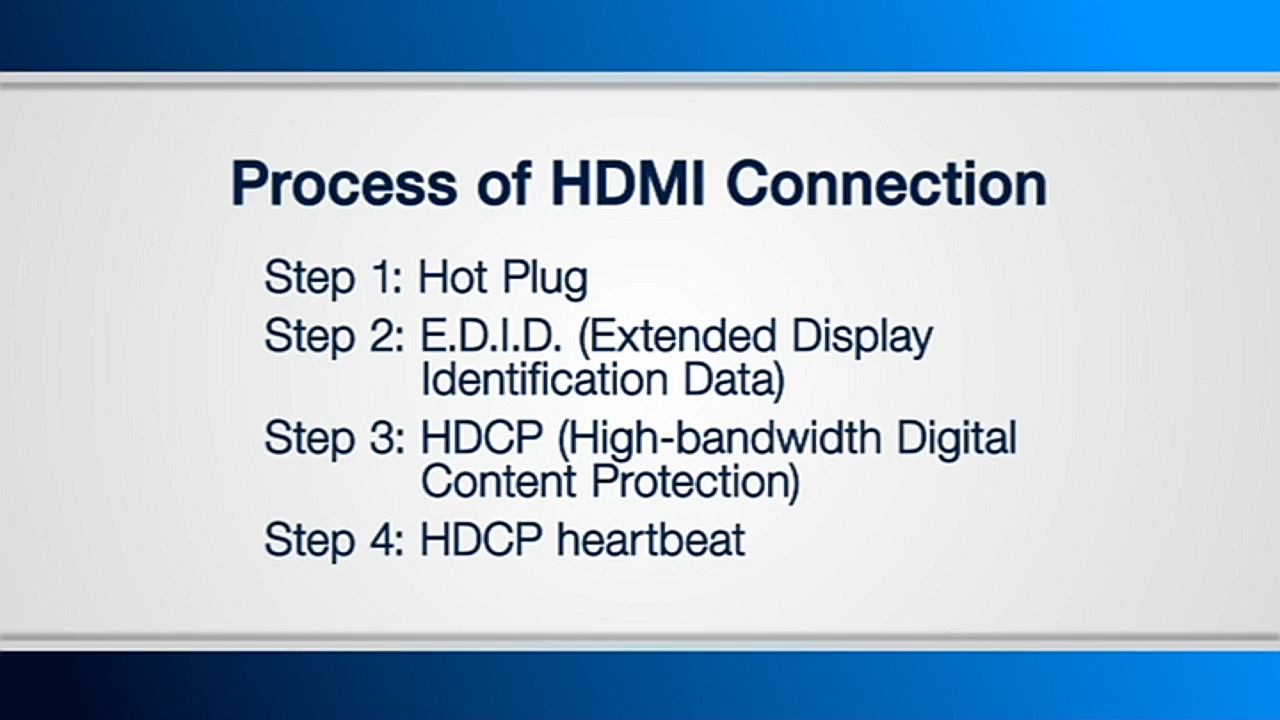 Process of HDMI Connection
Step 1: Hot Plug
Step 2: E.D.I.D. (Extended Display
Identification Data)
Step 3: HDCP (High-bandwidth Digital
Content Protection)
Step 4: HDCP heartbeat